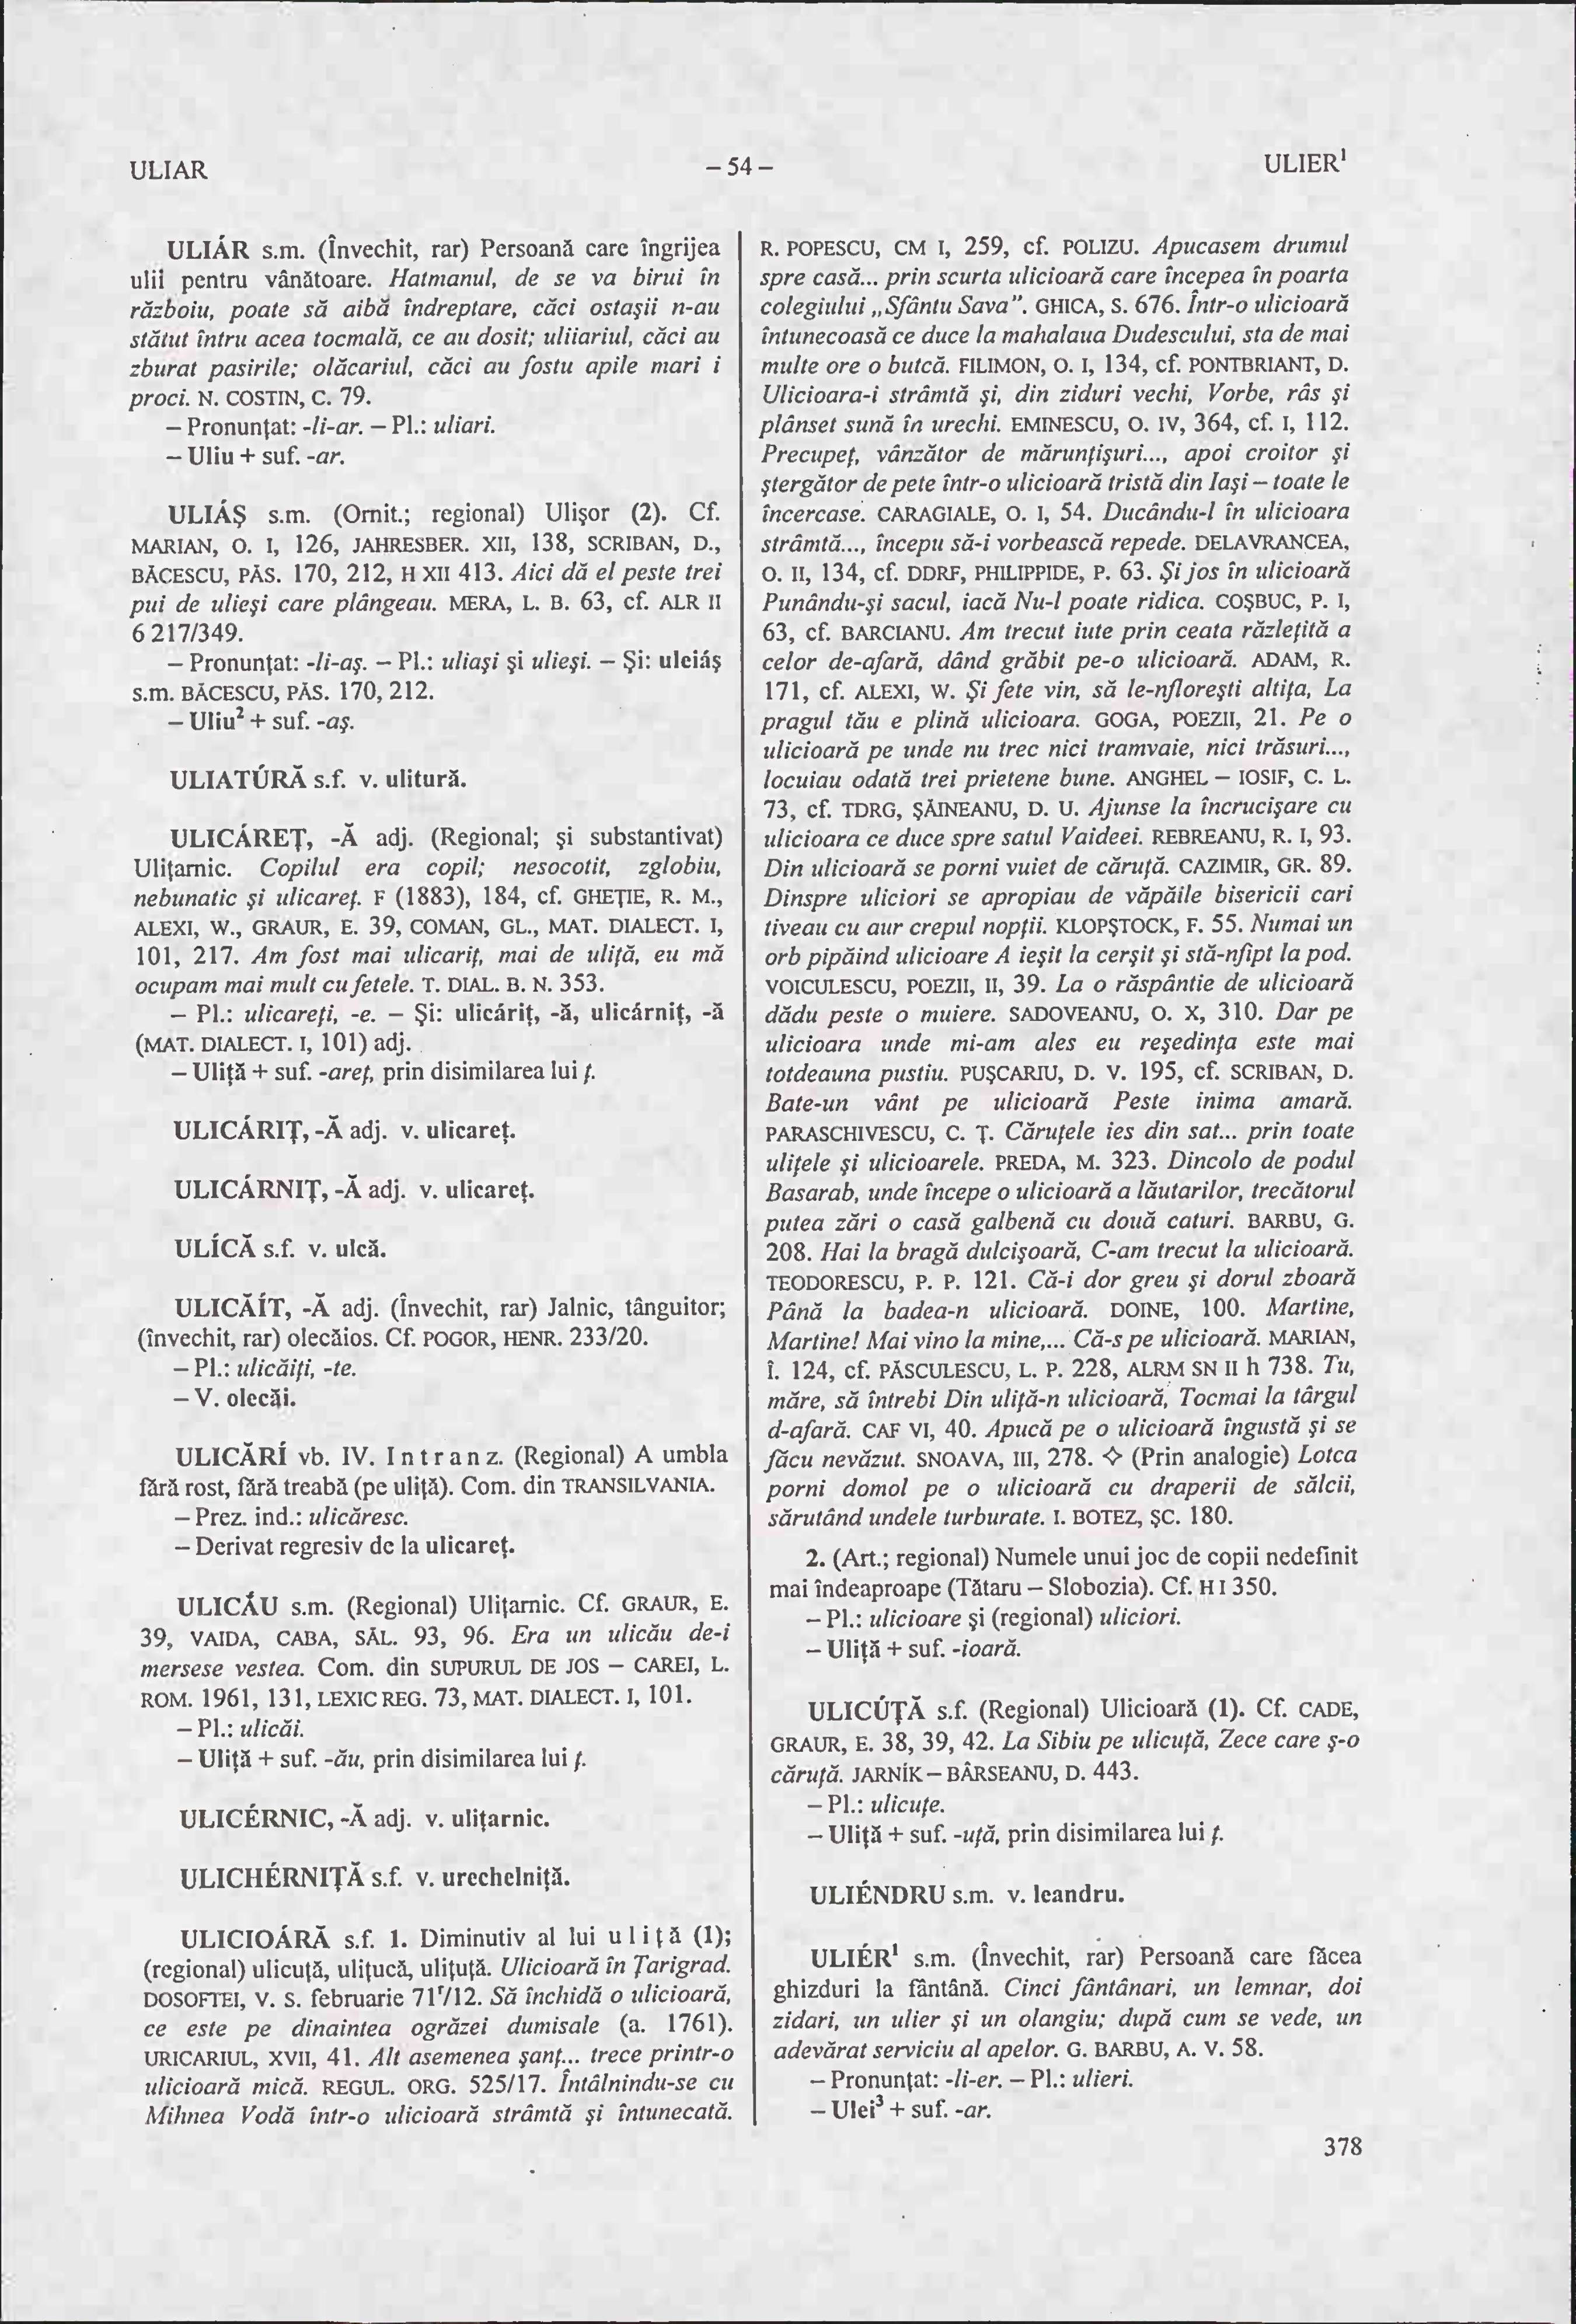 ULIAR
– 54 –
ULIER¹
ULIÁR s.m. (Învechit, rar) Persoană care îngrijea
ulii pentru vânătoare. Hatmanul, de se va birui în
războiu, poate să aibă îndreptare, căci ostaşii n-au
stătut întru acea tocmală, ce au dosit; uliiariul, căci au
zburat pasirile; olăcariul, căci au fostu apile mari i
proci. N. COSTIN, C. 79.
– Pronunţat: -li-ar. – Pl.: uliari.
– Uliu + suf. -ar.
ULIÁŞ s.m. (Ornit.; regional) Ulişor (2). Cf.
MARIAN, O. I, 126, JAHRESBER. XII, 138, SCRIBAN, D.,
BĂCESCU, PĂS. 170, 212, H XII 413. Aici dă el peste trei
pui de ulieşi care plângeau. MERA, L. B. 63, cf. ALR II
6 217/349.
– Pronunţat: -li-aş. – Pl.: uliaşi şi ulieşi. – Şi: uleiáş
s.m. BĂCESCU, PĂS. 170, 212.
– Uliu² + suf. -aş.
ULIATÚRĂ s.f. v. ulitură.
ULICÁREŢ, -Ă adj. (Regional; şi substantivat)
Uliţarnic. Copilul era copil; nesocotit, zglobiu,
nebunatic şi ulicareţ. F (1883), 184, cf. GHEŢIE, R. M.,
ALEXI, W., GRAUR, E. 39, COMAN, GL., MAT. DIALECT. I,
101, 217. Am fost mai ulicariţ, mai de uliţă, eu mă
ocupam mai mult cu fetele. T. DIAL. B. N. 353.
– Pl.: ulicareţi, -e. – Şi: ulicáriţ, -ă, ulicárniţ, -ă
(MAT. DIALECT. I, 101) adj.
– Uliţă + suf. -areţ, prin disimilarea lui ţ.
ULICÁRIŢ, -Ă adj. v. ulicareţ.
ULICÁRNIŢ, -Ă adj. v. ulicareţ.
ULÍCĂ s.f. v. ulcă.
ULICĂÍT, -Ă adj. (Învechit, rar) Jalnic, tânguitor;
(învechit, rar) olecăios. Cf. POGOR, HENR. 233/20.
– Pl.: ulicăiţi, -te.
– V. olecăi.
ULICĂRÍ vb. IV. Intranz. (Regional) A umbla
fără rost, fără treabă (pe uliţă). Com. din TRANSILVANIA.
– Prez. ind.: ulicăresc.
– Derivat regresiv de la ulicareţ.
ULICĂU s.m. (Regional) Uliţarnic. Cf. GRAUR, E.
39, VAIDA, CABA, SĂL. 93, 96. Era un ulicău de-i
mersese vestea. Com. din SUPURUL DE JOS – CAREI, L.
ROM. 1961, 131, LEXIC REG. 73, MAT. DIALECT. I, 101.
– Pl.: ulicăi.
– Uliţă + suf. -ău, prin disimilarea lui ţ.
ULICÉRNIC, -Ă adj. v. uliţarnic.
ULICHÉRNIŢĂ s.f. v. urechelniţă.
ULICIOÁRĂ s.f. 1. Diminutiv al lui uliţă (1);
(regional) ulicuţă, uliţucă, uliţuţă. Ulicioară în Ţarigrad.
DOSOFTEI, V. S. februarie 71ʳ/12. Să închidă o ulicioară,
ce este pe dinaintea ogrăzei dumisale (a. 1761).
URICARIUL, XVII, 41. Alt asemenea şanţ... trece printr-o
ulicioară mică. REGUL. ORG. 525/17. Întâlnindu-se cu
Mihnea Vodă într-o ulicioară strâmtă şi întunecată.
R. POPESCU, CM I, 259, cf. POLIZU. Apucasem drumul
spre casă... prin scurta ulicioară care începea în poarta
colegiului „Sfântu Sava”. GHICA, S. 676. Într-o ulicioară
întunecoasă ce duce la mahalaua Dudescului, sta de mai
multe ore o butcă. FILIMON, O. I, 134, cf. PONTBRIANT, D.
Ulicioara-i strâmtă şi, din ziduri vechi, Vorbe, râs şi
plânset sună în urechi. EMINESCU, O. IV, 364, cf. I, 112.
Precupeţ, vânzător de mărunţişuri..., apoi croitor şi
ştergător de pete într-o ulicioară tristă din Iaşi – toate le
încercase. CARAGIALE, O. I, 54. Ducându-l în ulicioara
strâmtă..., începu să-i vorbească repede. DELAVRANCEA,
O. II, 134, cf. DDRF, PHILIPPIDE, P. 63. Şi jos în ulicioară
Punându-şi sacul, iacă Nu-l poate ridica. COŞBUC, P. I,
63, cf. BARCIANU. Am trecut iute prin ceata răzleţită a
celor de-afară, dând grăbit pe-o ulicioară. ADAM, R.
171, cf. ALEXI, W. Şi fete vin, să le-nfloreşti altiţa, La
pragul tău e plină ulicioara. GOGA, POEZII, 21. Pe o
ulicioară pe unde nu trec nici tramvaie, nici trăsuri...,
locuiau odată trei prietene bune. ANGHEL – IOSIF, C. L.
73, cf. TDRG, ŞĂINEANU, D. U. Ajunse la încrucişare cu
ulicioara ce duce spre satul Vaideei. REBREANU, R. I, 93.
Din ulicioară se porni vuiet de căruţă. CAZIMIR, GR. 89.
Dinspre uliciori se apropiau de văpăile bisericii cari
tiveau cu aur crepul nopţii. KLOPŞTOCK, F. 55. Numai un
orb pipăind ulicioare A ieşit la cerşit şi stă-nfipt la pod.
VOICULESCU, POEZII, II, 39. La o răspântie de ulicioară
dădu peste o muiere. SADOVEANU, O. X, 310. Dar pe
ulicioara unde mi-am ales eu reşedinţa este mai
totdeauna pustiu. PUŞCARIU, D. V. 195, cf. SCRIBAN, D.
Bate-un vânt pe ulicioară Peste inima amară.
PARASCHIVESCU, C. Ţ. Căruţele ies din sat... prin toate
uliţele şi ulicioarele. PREDA, M. 323. Dincolo de podul
Basarab, unde începe o ulicioară a lăutarilor, trecătorul
putea zări o casă galbenă cu două caturi. BARBU, G.
208. Hai la bragă dulcişoară, C-am trecut la ulicioară.
TEODORESCU, P. P. 121. Că-i dor greu şi dorul zboară
Până la badea-n ulicioară. DOINE, 100. Martine,
Martine! Mai vino la mine,... Că-s pe ulicioară. MARIAN,
Î. 124, cf. PĂSCULESCU, L. P. 228, ALRM SN II h 738. Tu,
măre, să întrebi Din uliţă-n ulicioară, Tocmai la târgul
d-afară. CAF VI, 40. Apucă pe o ulicioară îngustă şi se
făcu nevăzut. SNOAVA, III, 278. ◇ (Prin analogie) Lotca
porni domol pe o ulicioară cu draperii de sălcii,
sărutând undele turburate. I. BOTEZ, ŞC. 180.
2. (Art.; regional) Numele unui joc de copii nedefinit
mai îndeaproape (Tătaru – Slobozia). Cf. H I 350.
– Pl.: ulicioare şi (regional) uliciori.
– Uliţă + suf. -ioară.
ULICÚŢĂ s.f. (Regional) Ulicioară (1). Cf. CADE,
GRAUR, E. 38, 39, 42. La Sibiu pe ulicuţă, Zece care ş-o
căruţă. JARNÍK – BÂRSEANU, D. 443.
– Pl.: ulicuţe.
– Uliţă + suf. -uţă, prin disimilarea lui ţ.
ULIÉNDRU s.m. v. leandru.
ULIÉR¹ s.m. (Învechit, rar) Persoană care făcea
ghizduri la fântână. Cinci fântânari, un lemnar, doi
zidari, un ulier şi un olangiu; după cum se vede, un
adevărat serviciu al apelor. G. BARBU, A. V. 58.
– Pronunţat: -li-er. – Pl.: ulieri.
– Ulei³ + suf. -ar.
378